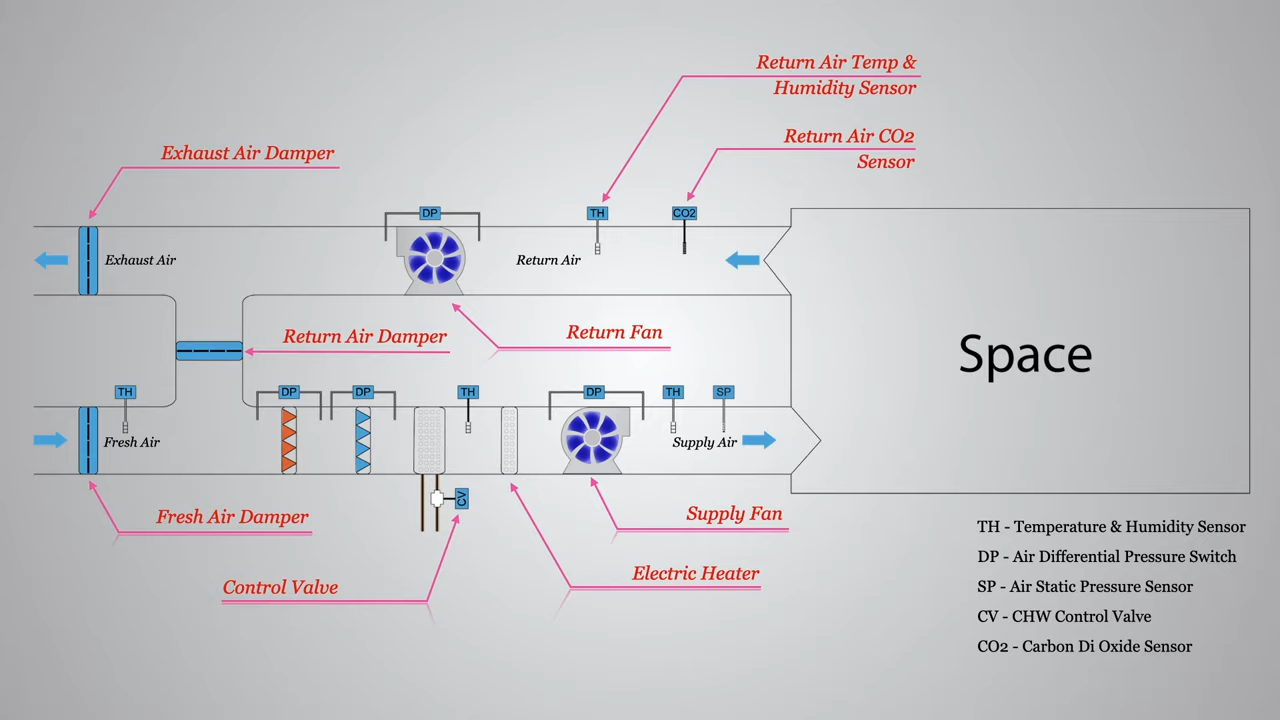 Return Air Temp &
Humidity Sensor
Return Air CO2
Sensor
Exhaust Air Damper
DP
TH
CO2
Exhaust Air
Return Air
Return Air Damper
Return Fan
Space
TH
DP
DP
TH
DP
TH
SP
Fresh Air
Supply Air
CV
Fresh Air Damper
Supply Fan
Control Valve
Electric Heater
TH - Temperature & Humidity Sensor
DP - Air Differential Pressure Switch
SP - Air Static Pressure Sensor
CV - CHW Control Valve
CO2 - Carbon Di Oxide Sensor